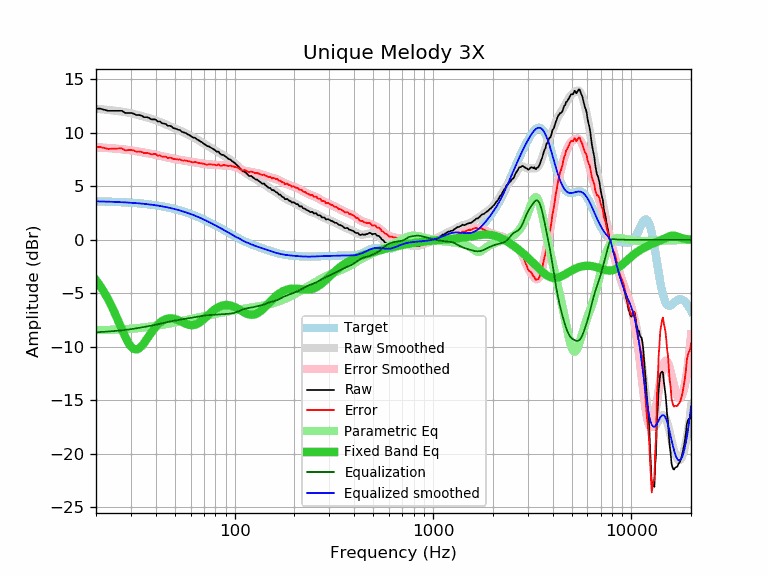 Unique Melody 3X
15
10
5
0
−5
−10
−15
−20
−25
Amplitude (dBr)
Target
Raw Smoothed
Error Smoothed
Raw
Error
Parametric Eq
Fixed Band Eq
Equalization
Equalized smoothed
100
1000
10000
Frequency (Hz)